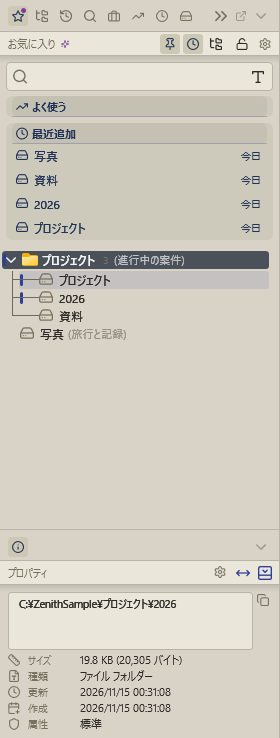 お気に入り
T
よく使う
最近追加
写真 今日
資料 今日
2026 今日
プロジェクト 今日
プロジェクト 3 (進行中の案件)
プロジェクト
2026
資料
写真 (旅行と記録)
プロパティ
C:¥ZenithSample¥プロジェクト¥2026
サイズ 19.8 KB (20,305 バイト)
種類 ファイル フォルダー
更新 2026/11/15 00:31:08
作成 2026/11/15 00:31:08
属性 標準